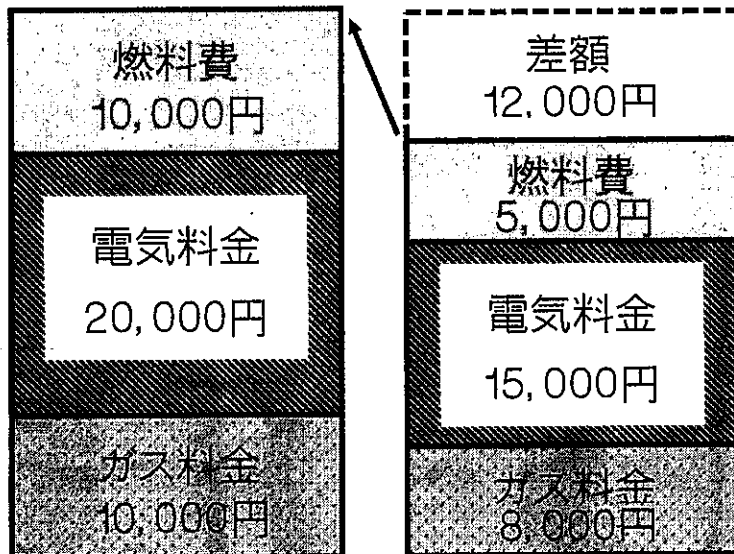 燃料費
10,000円
電気料金
20,000円
ガス料金
10,000円
差額
12,000円
燃料費
5,000円
電気料金
15,000円
ガス料金
8,000円